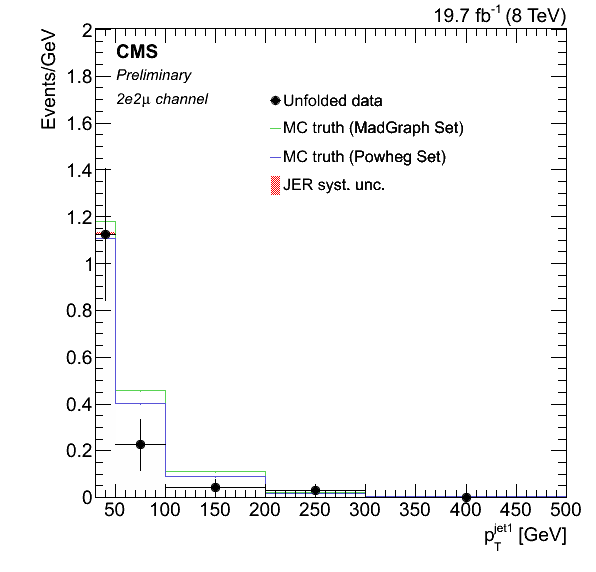 19.7 fb⁻¹ (8 TeV)
Events/GeV
CMS
Preliminary
2e2μ channel
Unfolded data
MC truth (MadGraph Set)
MC truth (Powheg Set)
JER syst. unc.
2
1.8
1.6
1.4
1.2
1
0.8
0.6
0.4
0.2
0
50 100 150 200 250 300 350 400 450 500
p_T^jet1 [GeV]